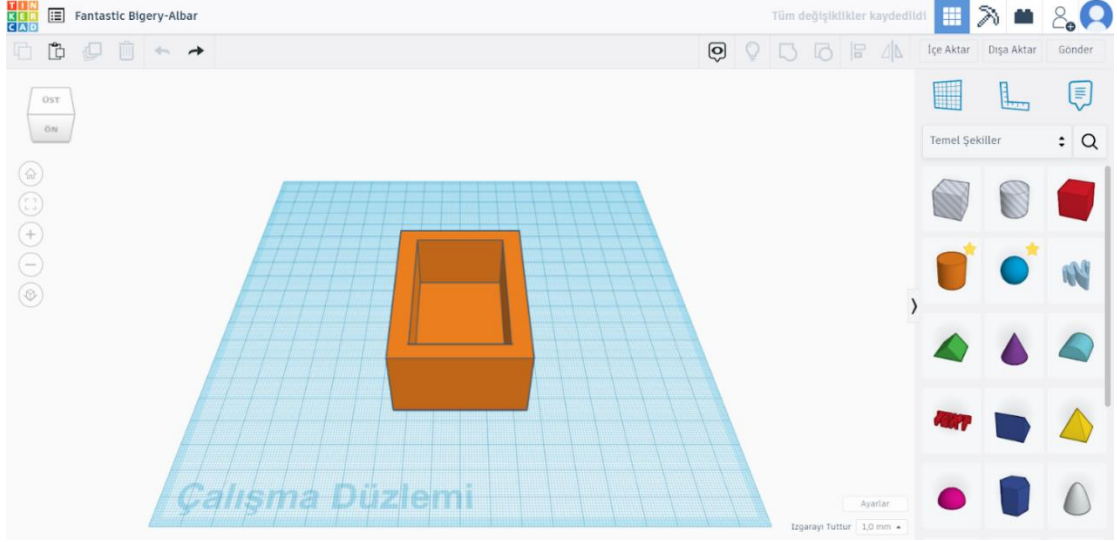 TIN
KER
CAD
Fantastic Bigery-Albar
Tüm değişiklikler kaydedildi
İçe Aktar Dışa Aktar Gönder
ÜST
ÖN
Temel Şekiller
TEXT
Çalışma Düzlemi
Ayarlar
Izgarayı Tuttur 1,0 mm